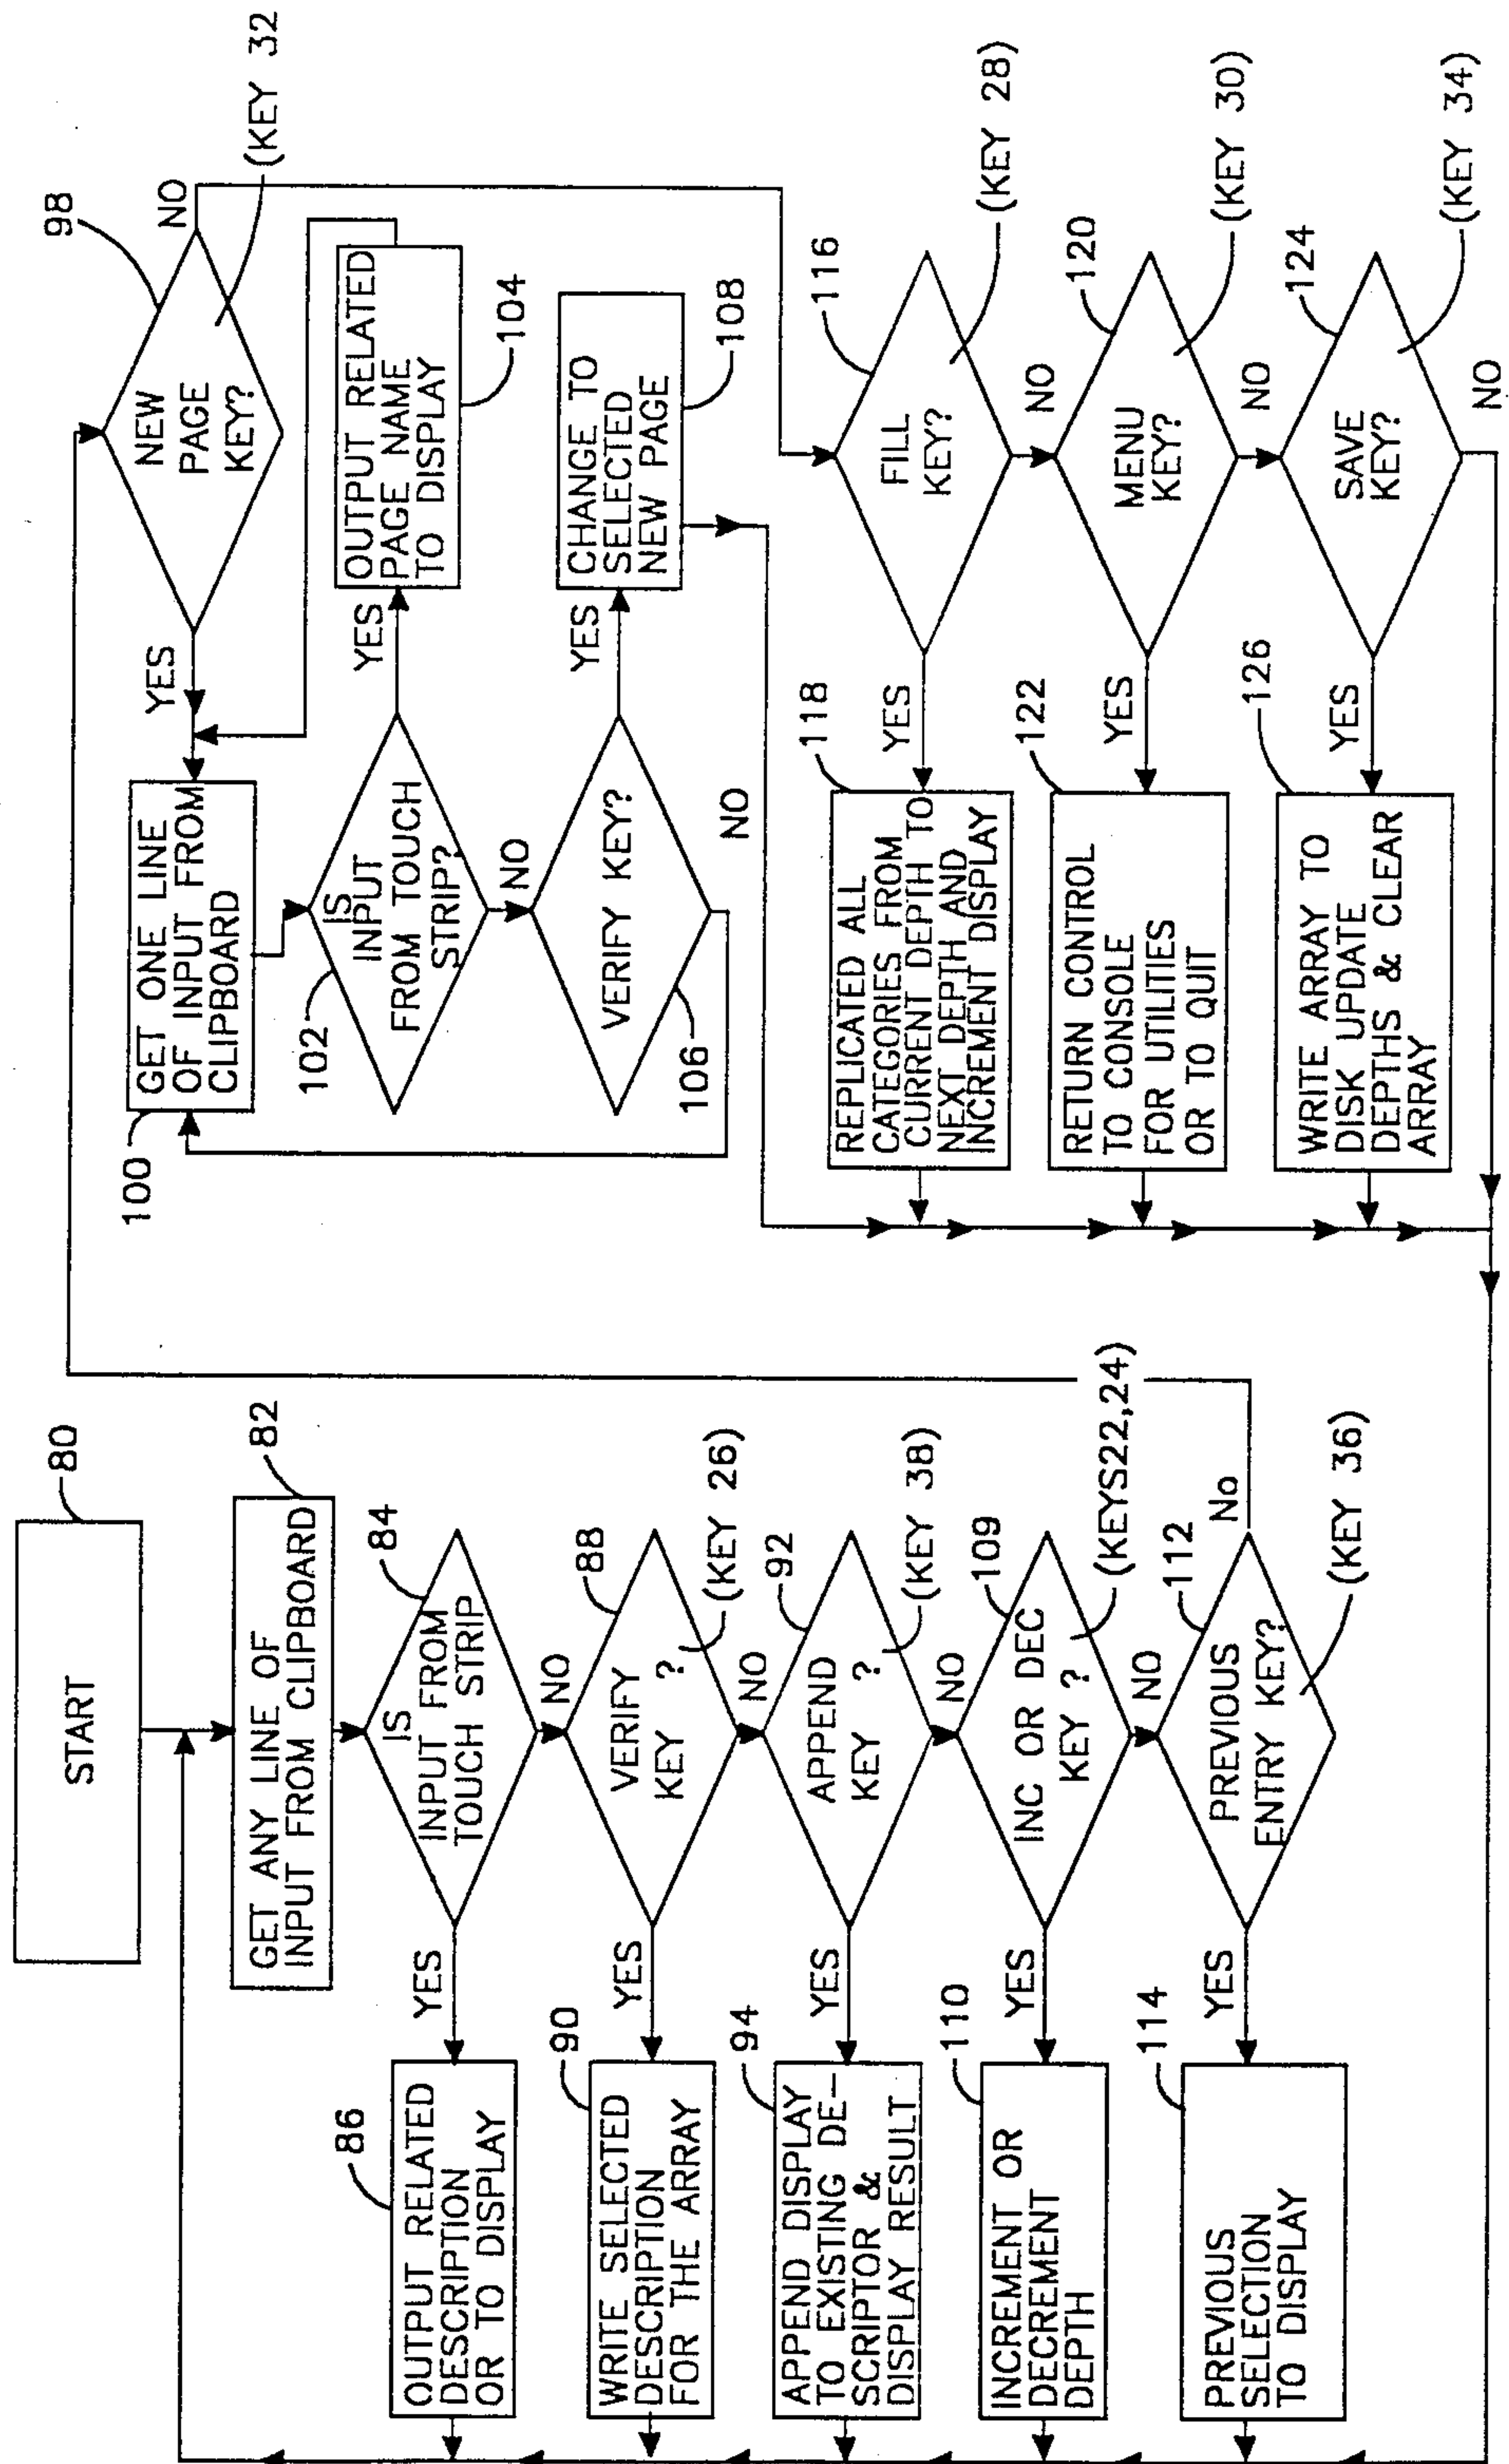 START
80
GET ANY LINE OF
INPUT FROM CLIPBOARD
82
IS
INPUT FROM
TOUCH STRIP
84
YES
NO
OUTPUT RELATED
DESCRIPTION
OR TO DISPLAY
86
VERIFY
KEY ?
88
(KEY 26)
YES
NO
WRITE SELECTED
DESCRIPTION
FOR THE ARRAY
90
APPEND
KEY ?
92
(KEY 38)
YES
NO
APPEND DISPLAY
TO EXISTING DE-
SCRIPTOR &
DISPLAY RESULT
94
INC OR DEC
KEY ?
109
(KEYS22,24)
YES
NO
INCREMENT OR
DECREMENT
DEPTH
110
PREVIOUS
ENTRY KEY?
112
(KEY 36)
YES
No
PREVIOUS
SELECTION
TO DISPLAY
114
NEW
PAGE
KEY?
98
(KEY 32)
YES
NO
GET ONE LINE
OF INPUT FROM
CLIPBOARD
100
IS
INPUT
FROM TOUCH
STRIP?
102
YES
NO
OUTPUT RELATED
PAGE NAME
TO DISPLAY
104
VERIFY KEY?
106
YES
NO
CHANGE TO
SELECTED
NEW PAGE
108
FILL
KEY?
116
(KEY 28)
YES
NO
REPLICATED ALL
CATEGORIES FROM
CURRENT DEPTH TO
NEXT DEPTH AND
INCREMENT DISPLAY
118
MENU
KEY?
120
(KEY 30)
YES
NO
RETURN CONTROL
TO CONSOLE
FOR UTILITIES
OR TO QUIT
122
SAVE
KEY?
124
(KEY 34)
YES
NO
WRITE ARRAY TO
DISK UPDATE
DEPTHS & CLEAR
ARRAY
126